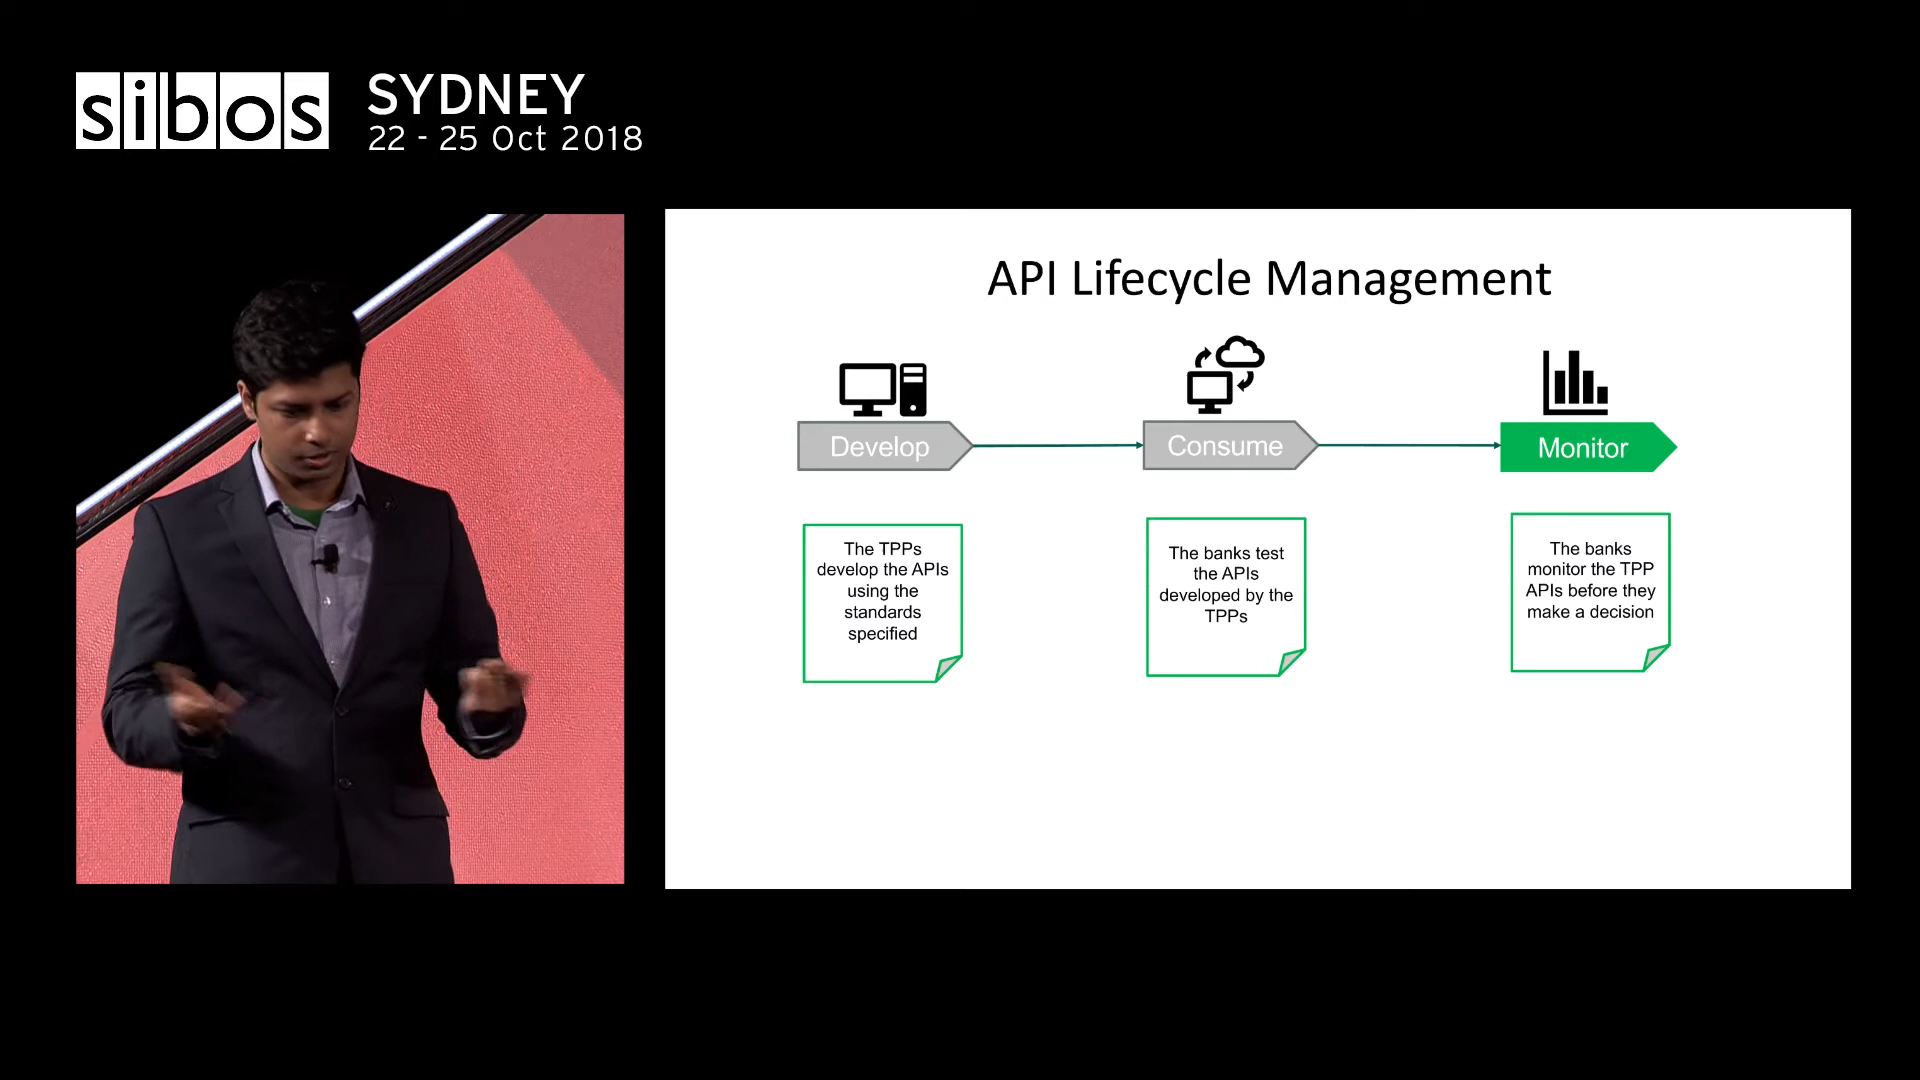 sibos
SYDNEY
22 - 25 Oct 2018
API Lifecycle Management
Develop
Consume
Monitor
The TPPs
develop the APIs
using the
standards
specified
The banks test
the APIs
developed by the
TPPs
The banks
monitor the TPP
APIs before they
make a decision